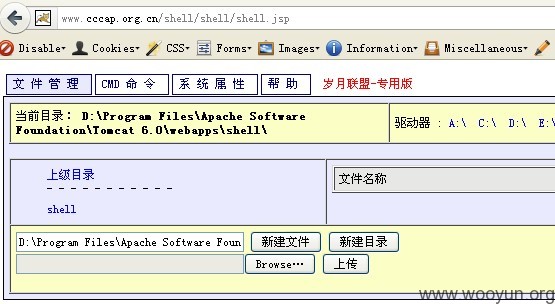 www.cccap.org.cn/shell/shell/shell.jsp
Disable▾ Cookies▾ CSS▾ Forms▾ Images▾ Information▾ Miscellaneous▾
文件管理 CMD命令 系统属性 帮助 岁月联盟-专用版
当前目录: D:\Program Files\Apache Software
Foundation\Tomcat 6.0\webapps\shell\
驱动器 : A:\ C:\ D:\ E:\
上级目录
- - - - - - - - - - -
文件名称
shell
D:\Program Files\Apache Software Foun 新建文件 新建目录
Browse… 上传
www.wooyun.org